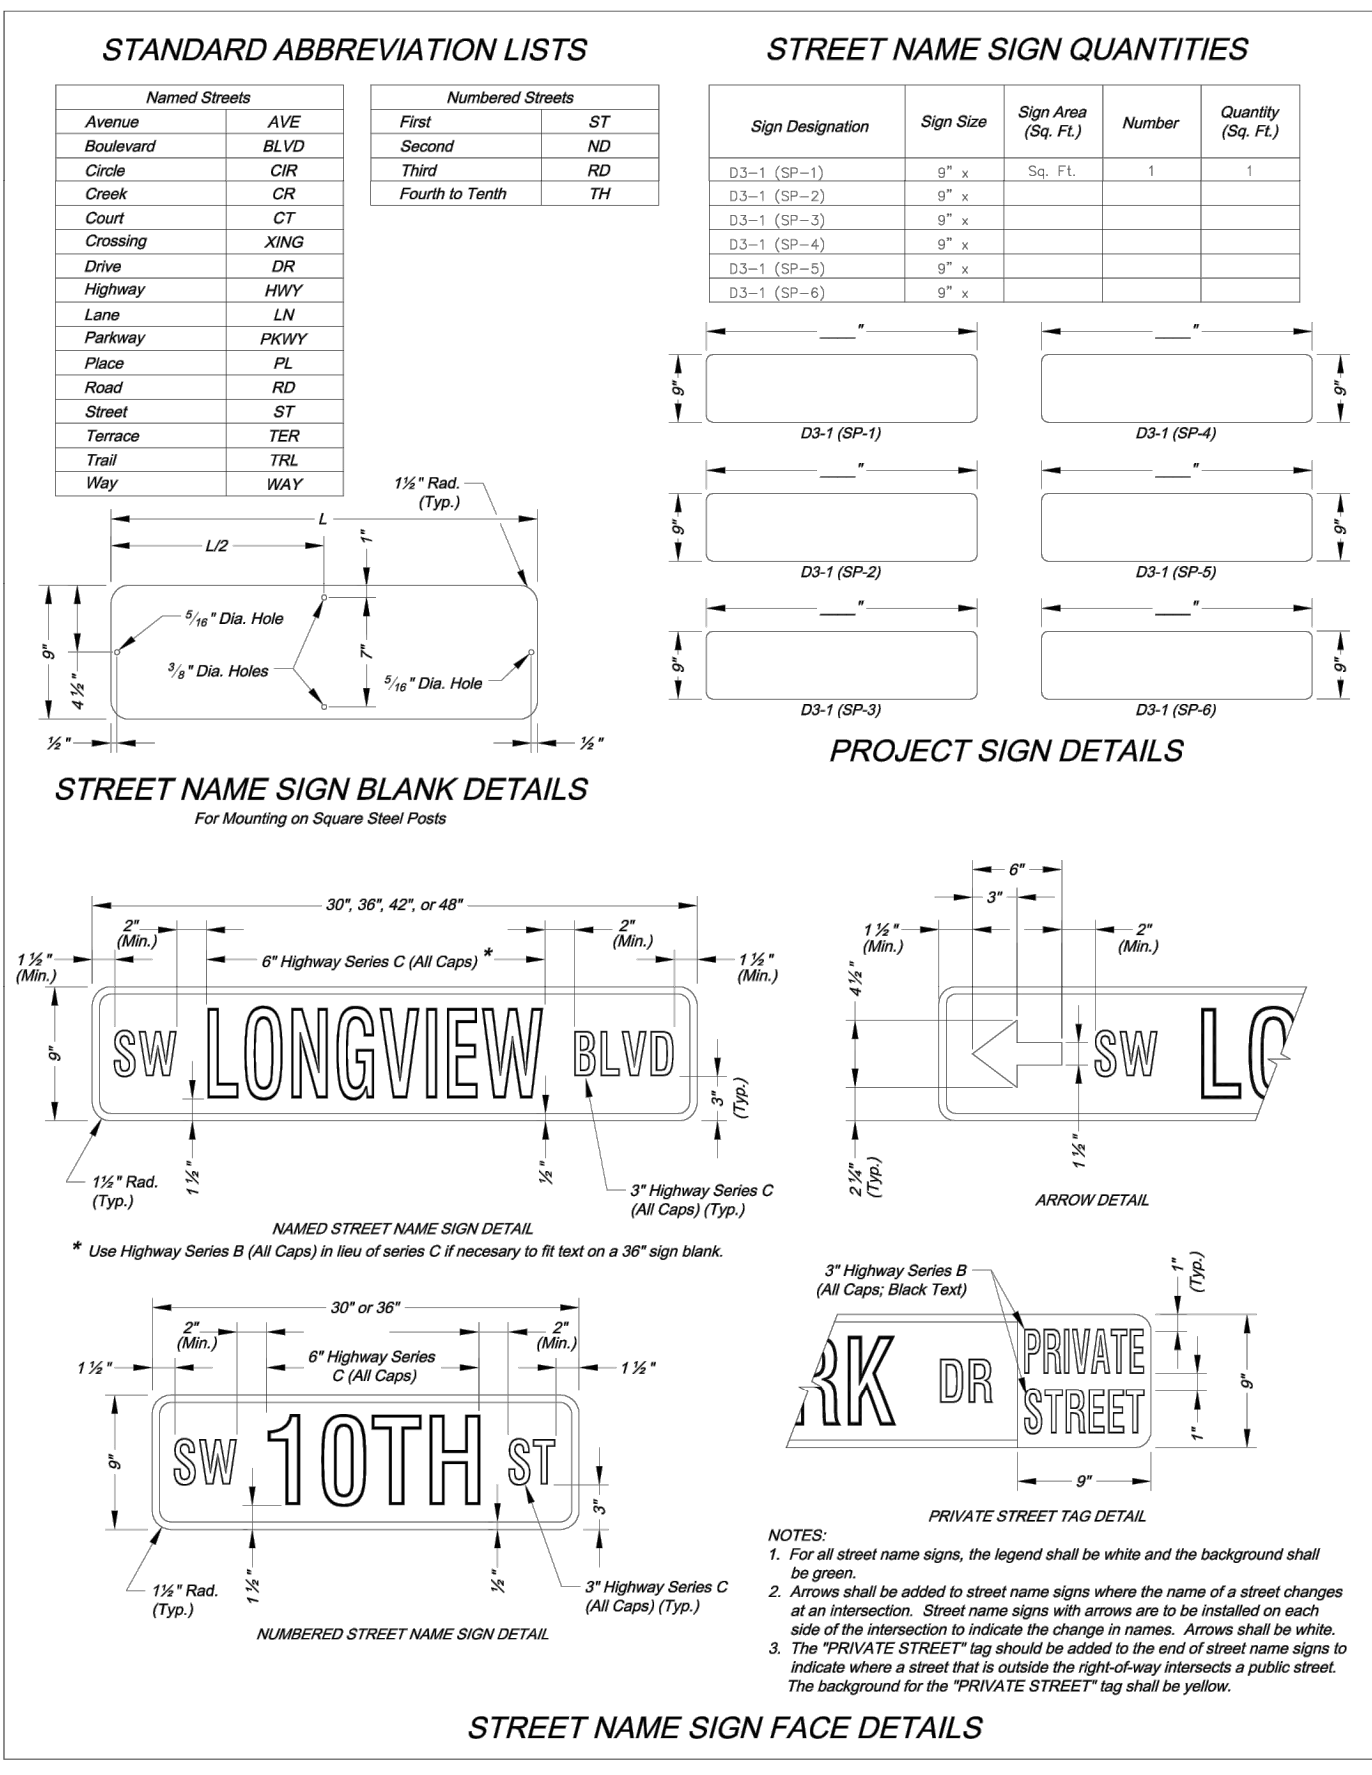 STANDARD ABBREVIATION LISTS
Named Streets
Avenue AVE
Boulevard BLVD
Circle CIR
Creek CR
Court CT
Crossing XING
Drive DR
Highway HWY
Lane LN
Parkway PKWY
Place PL
Road RD
Street ST
Terrace TER
Trail TRL
Way WAY
Numbered Streets
First ST
Second ND
Third RD
Fourth to Tenth TH
STREET NAME SIGN QUANTITIES
Sign Designation Sign Size Sign Area (Sq. Ft.) Number Quantity (Sq. Ft.)
D3-1 (SP-1) 9" x Sq. Ft. 1 1
D3-1 (SP-2) 9" x
D3-1 (SP-3) 9" x
D3-1 (SP-4) 9" x
D3-1 (SP-5) 9" x
D3-1 (SP-6) 9" x
____"
9"
D3-1 (SP-1)
____"
9"
D3-1 (SP-4)
____"
9"
D3-1 (SP-2)
____"
9"
D3-1 (SP-5)
____"
9"
D3-1 (SP-3)
____"
9"
D3-1 (SP-6)
PROJECT SIGN DETAILS
1½" Rad.
(Typ.)
L
L/2
1"
5/16" Dia. Hole
9"
4½"
3/8" Dia. Holes
7"
5/16" Dia. Hole
½"
½"
STREET NAME SIGN BLANK DETAILS
For Mounting on Square Steel Posts
30", 36", 42", or 48"
2"
(Min.)
2"
(Min.)
1½"
(Min.)
6" Highway Series C (All Caps) *
1½"
(Min.)
9"
SW LONGVIEW BLVD
3"
(Typ.)
1½" Rad.
(Typ.)
1½"
½"
3" Highway Series C
(All Caps) (Typ.)
NAMED STREET NAME SIGN DETAIL
* Use Highway Series B (All Caps) in lieu of series C if necesary to fit text on a 36" sign blank.
6"
3"
1½"
(Min.)
2"
(Min.)
4½"
SW LO
2¼"
(Typ.)
1½"
ARROW DETAIL
30" or 36"
2"
(Min.)
2"
(Min.)
1½"
6" Highway Series
C (All Caps)
1½"
9"
SW 10TH ST
3"
1½" Rad.
(Typ.)
1½"
½"
3" Highway Series C
(All Caps) (Typ.)
NUMBERED STREET NAME SIGN DETAIL
3" Highway Series B
(All Caps; Black Text)
1"
(Typ.)
RK DR PRIVATE
STREET
9"
1"
9"
PRIVATE STREET TAG DETAIL
NOTES:
1. For all street name signs, the legend shall be white and the background shall
be green.
2. Arrows shall be added to street name signs where the name of a street changes
at an intersection. Street name signs with arrows are to be installed on each
side of the intersection to indicate the change in names. Arrows shall be white.
3. The "PRIVATE STREET" tag should be added to the end of street name signs to
indicate where a street that is outside the right-of-way intersects a public street.
The background for the "PRIVATE STREET" tag shall be yellow.
STREET NAME SIGN FACE DETAILS